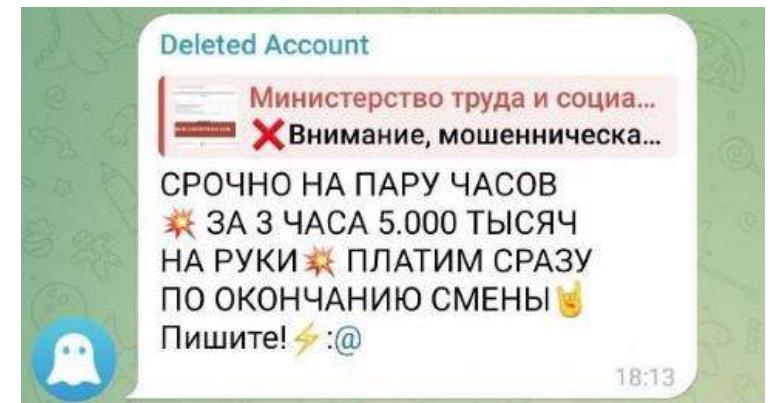 Deleted Account
Министерство труда и социа...
❌Внимание, мошенническа...
СРОЧНО НА ПАРУ ЧАСОВ
💥 ЗА 3 ЧАСА 5.000 ТЫСЯЧ
НА РУКИ💥 ПЛАТИМ СРАЗУ
ПО ОКОНЧАНИЮ СМЕНЫ🤘
Пишите!⚡:@
18:13